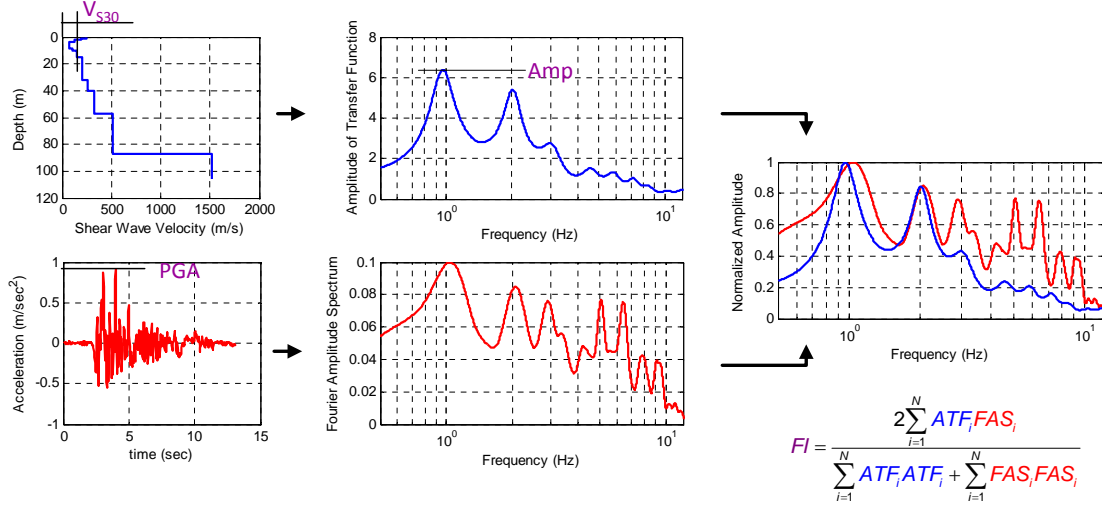 V_S30
0
20
40
60
80
100
120
Depth (m)
0 500 1000 1500 2000
Shear Wave Velocity (m/s)
8
6
4
2
0
Amplitude of Transfer Function
Amp
10^0 10^1
Frequency (Hz)
1
0.5
0
-0.5
-1
Acceleration (m/sec^2)
PGA
0 5 10 15
time (sec)
0.1
0.08
0.06
0.04
0.02
0
Fourier Amplitude Spectrum
10^0 10^1
Frequency (Hz)
1
0.8
0.6
0.4
0.2
0
Normalized Amplitude
10^0 10^1
Frequency (Hz)
FI = \frac{2\sum_{i=1}^{N} ATF_i FAS_i}{\sum_{i=1}^{N} ATF_i ATF_i + \sum_{i=1}^{N} FAS_i FAS_i}